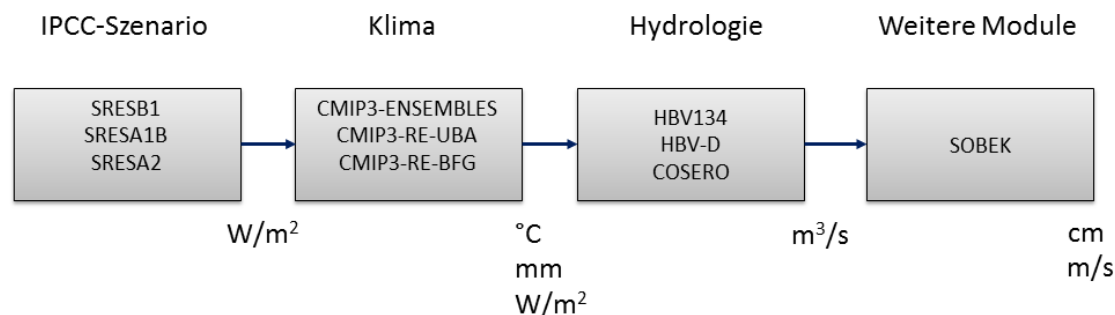 IPCC-Szenario
Klima
Hydrologie
Weitere Module
SRESB1
SRESA1B
SRESA2
CMIP3-ENSEMBLES
CMIP3-RE-UBA
CMIP3-RE-BFG
HBV134
HBV-D
COSERO
SOBEK
W/m²
°C
mm
W/m²
m³/s
cm
m/s